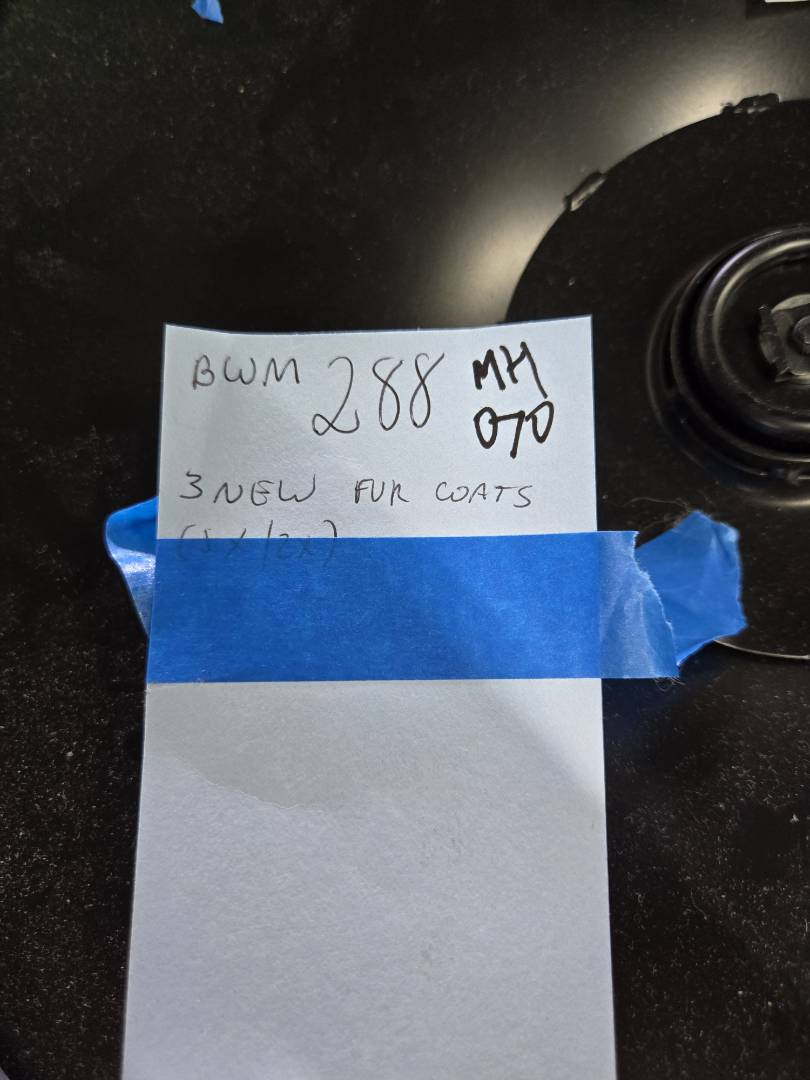 BWM 288 MH
070
3 NEW FUR COATS